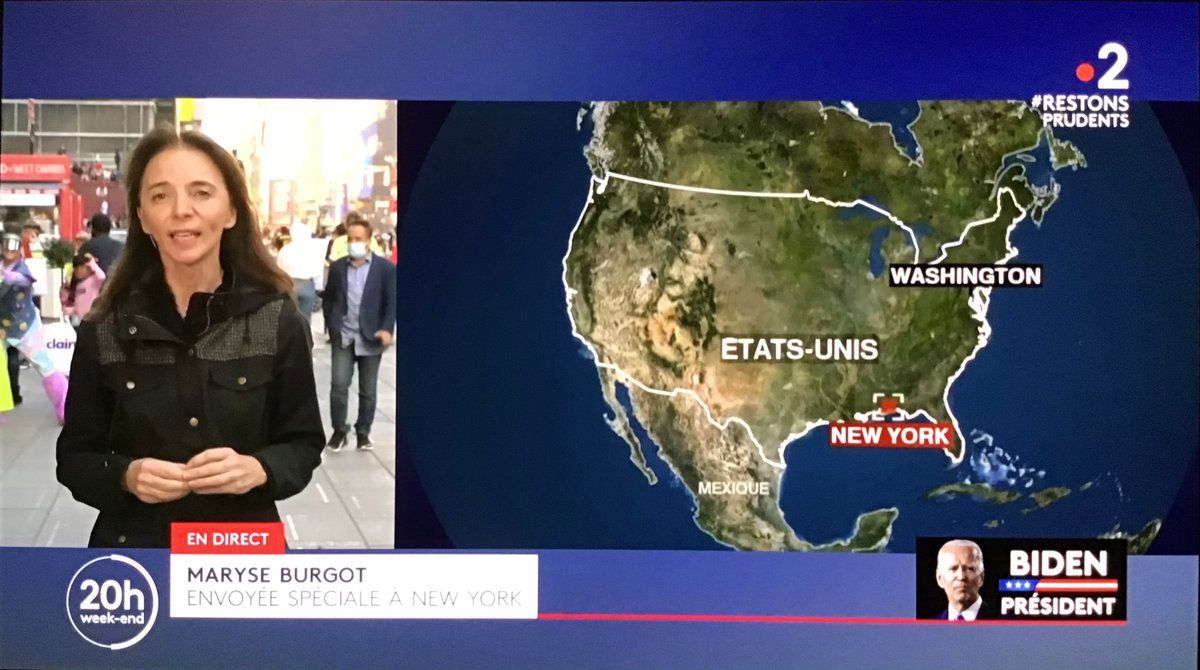 2
#RESTONS
PRUDENTS
clair
WASHINGTON
ETATS-UNIS
NEW YORK
MEXIQUE
EN DIRECT
MARYSE BURGOT
ENVOYÉE SPÉCIALE À NEW YORK
20h
week-end
BIDEN
PRÉSIDENT